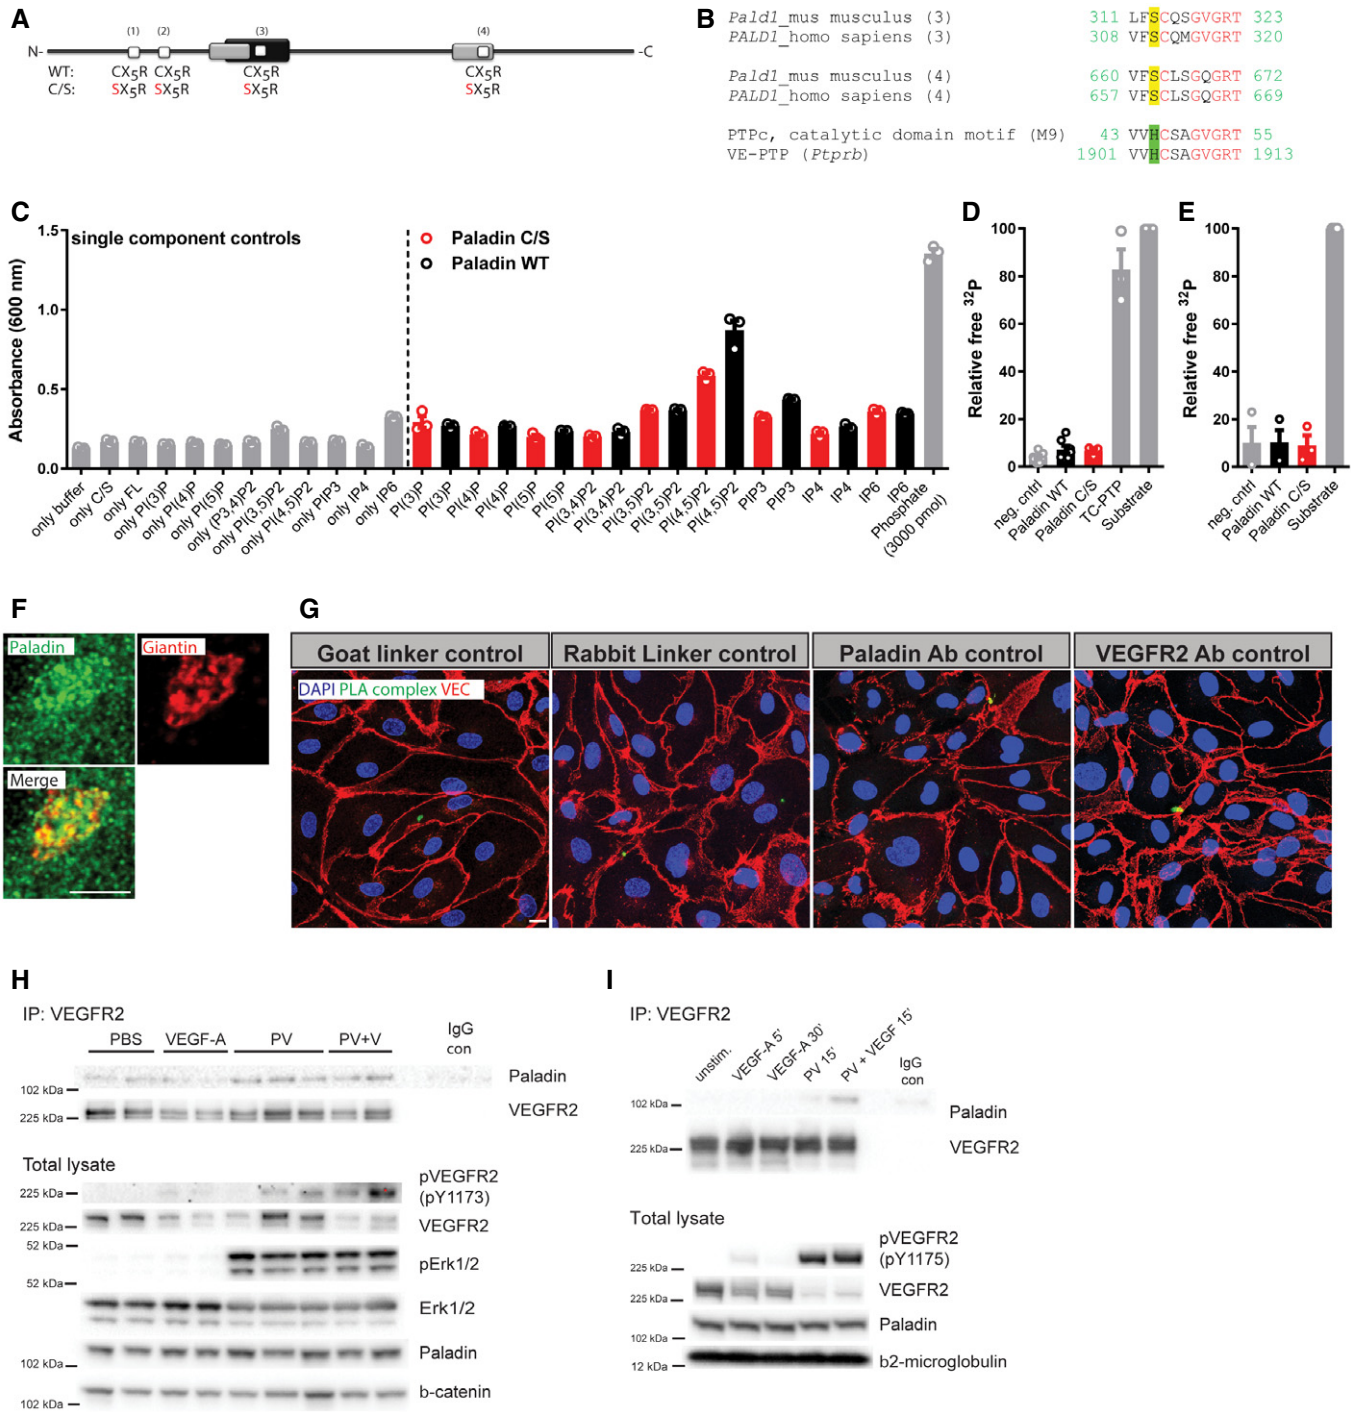 A
(1) (2) (3) (4)
N- -C
WT: CX5R CX5R CX5R CX5R
C/S: SX5R SX5R SX5R SX5R
B
Pald1_mus musculus (3) 311 LFSCQSGVGRT 323
PALD1_homo sapiens (3) 308 VFSCQMGVGRT 320
Pald1_mus musculus (4) 660 VFSCLSGQGRT 672
PALD1_homo sapiens (4) 657 VFSCLSGQGRT 669
PTPc, catalytic domain motif (M9) 43 VVHCSAGVGRT 55
VE-PTP (Ptprb) 1901 VVHCSAGVGRT 1913
C
Absorbance (600 nm)
1.5
1.0
0.5
0.0
single component controls
Paladin C/S
Paladin WT
only buffer
only C/S
only FL
only PI(3)P
only PI(4)P
only PI(5)P
only (P3,4)P2
only PI(3,5)P2
only PI(4,5)P2
only PIP3
only IP4
only IP6
PI(3)P
PI(3)P
PI(4)P
PI(4)P
PI(5)P
PI(5)P
PI(3,4)P2
PI(3,4)P2
PI(3,5)P2
PI(3,5)P2
PI(4,5)P2
PI(4,5)P2
PIP3
PIP3
IP4
IP4
IP6
IP6
Phosphate
(3000 pmol)
D
Relative free 32P
100
80
60
40
20
0
neg. cntrl
Paladin WT
Paladin C/S
TC-PTP
Substrate
E
Relative free 32P
100
80
60
40
20
0
neg. cntrl
Paladin WT
Paladin C/S
Substrate
F
Paladin
Giantin
Merge
G
Goat linker control
Rabbit Linker control
Paladin Ab control
VEGFR2 Ab control
DAPI PLA complex VEC
H
IP: VEGFR2
PBS VEGF-A PV PV+V IgG
con
Paladin
102 kDa
VEGFR2
225 kDa
Total lysate
pVEGFR2
(pY1173)
225 kDa
VEGFR2
225 kDa
52 kDa
pErk1/2
52 kDa
Erk1/2
Paladin
102 kDa
b-catenin
102 kDa
I
IP: VEGFR2
unstim.
VEGF-A 5'
VEGF-A 30'
PV 15'
PV + VEGF 15'
IgG
con
102 kDa
Paladin
225 kDa
VEGFR2
Total lysate
pVEGFR2
(pY1175)
225 kDa
VEGFR2
225 kDa
Paladin
102 kDa
b2-microglobulin
12 kDa